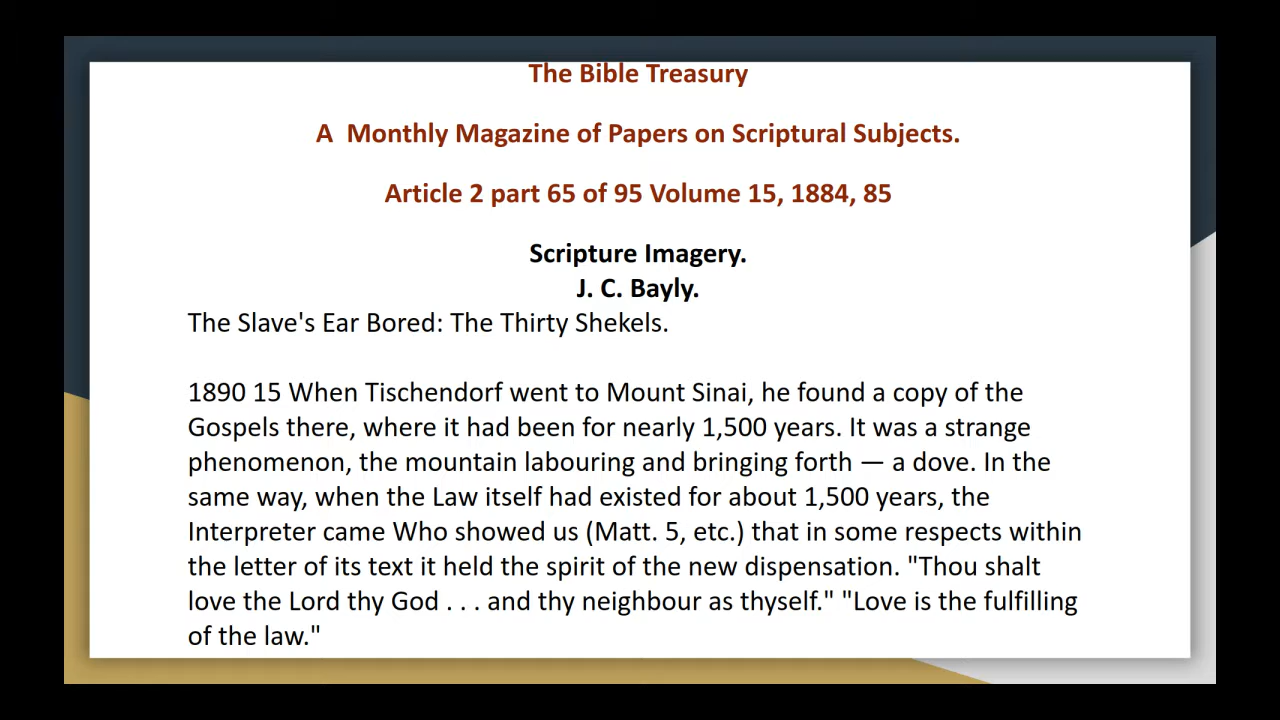 The Bible Treasury
A  Monthly Magazine of Papers on Scriptural Subjects.
Article 2 part 65 of 95 Volume 15, 1884, 85
Scripture Imagery.
J. C. Bayly.
The Slave's Ear Bored: The Thirty Shekels.
1890 15 When Tischendorf went to Mount Sinai, he found a copy of the
Gospels there, where it had been for nearly 1,500 years. It was a strange
phenomenon, the mountain labouring and bringing forth — a dove. In the
same way, when the Law itself had existed for about 1,500 years, the
Interpreter came Who showed us (Matt. 5, etc.) that in some respects within
the letter of its text it held the spirit of the new dispensation. "Thou shalt
love the Lord thy God . . . and thy neighbour as thyself." "Love is the fulfilling
of the law."